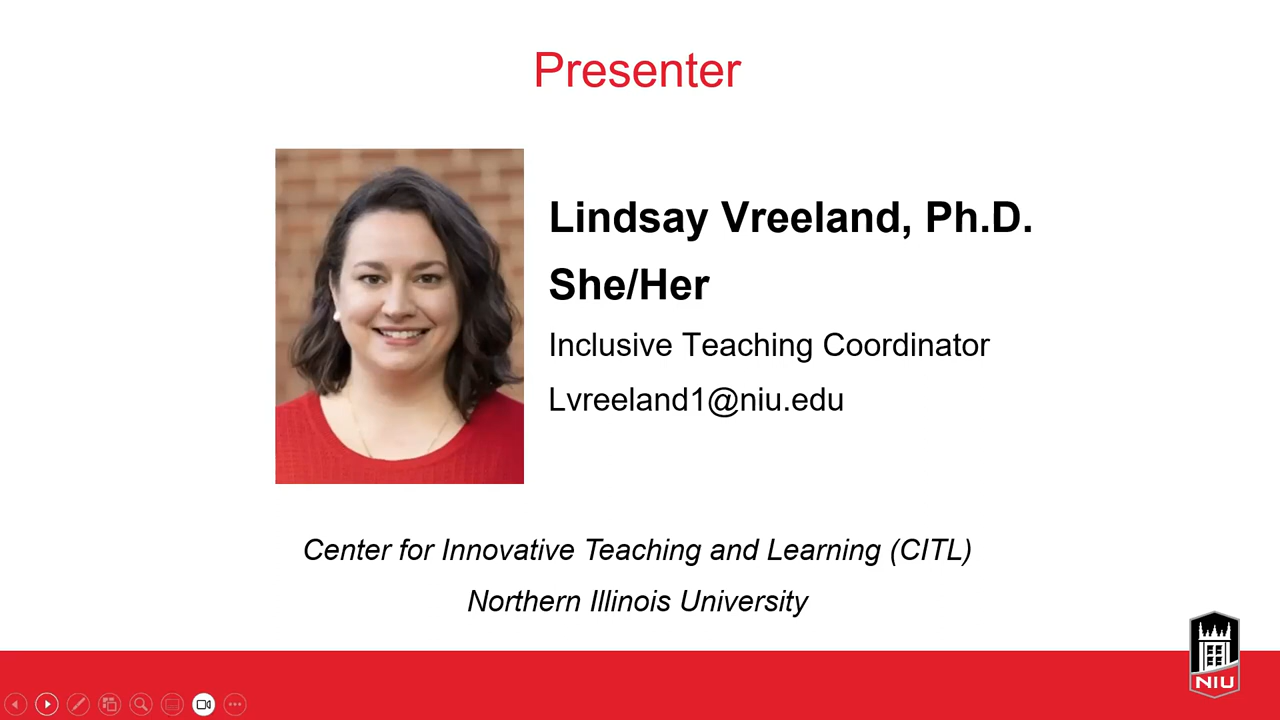 Presenter
Lindsay Vreeland, Ph.D.
She/Her
Inclusive Teaching Coordinator
Lvreeland1@niu.edu
Center for Innovative Teaching and Learning (CITL)
Northern Illinois University
NIU